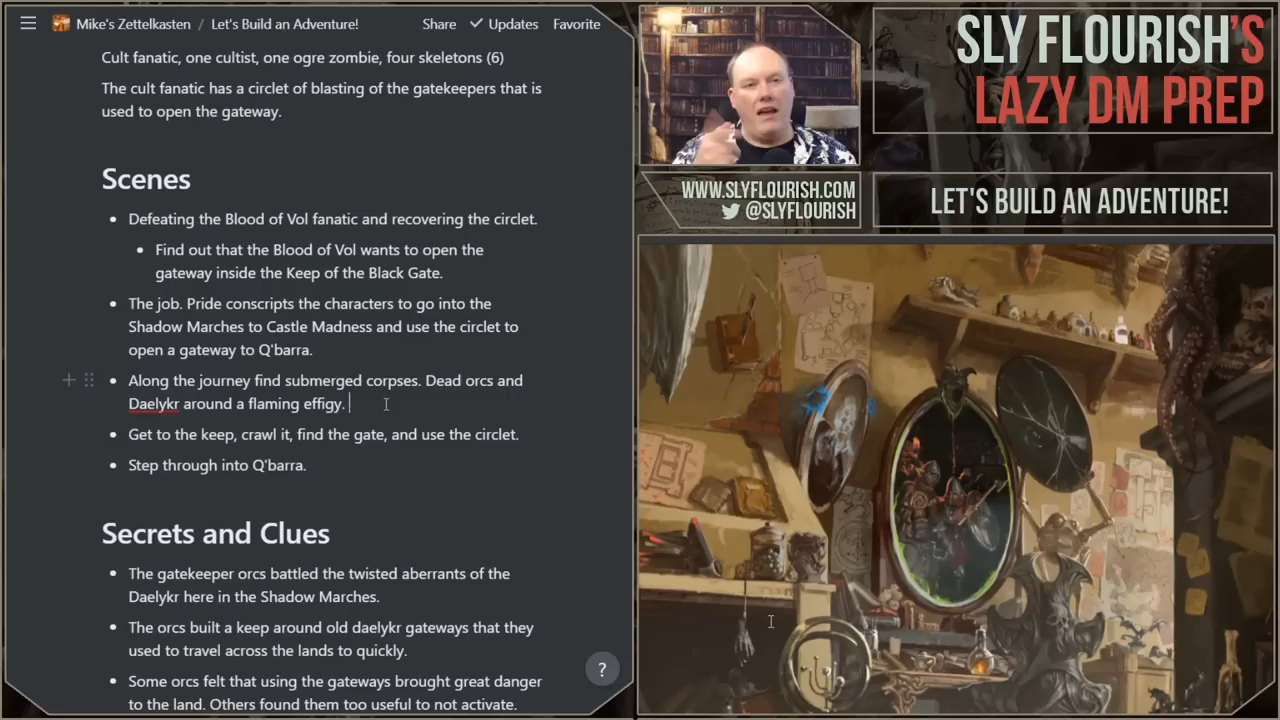 Mike's Zettelkasten / Let's Build an Adventure!
Share
Updates
Favorite
Cult fanatic, one cultist, one ogre zombie, four skeletons (6)
The cult fanatic has a circlet of blasting of the gatekeepers that is
used to open the gateway.
Scenes
Defeating the Blood of Vol fanatic and recovering the circlet.
Find out that the Blood of Vol wants to open the
gateway inside the Keep of the Black Gate.
The job. Pride conscripts the characters to go into the
Shadow Marches to Castle Madness and use the circlet to
open a gateway to Q'barra.
Along the journey find submerged corpses. Dead orcs and
Daelykr around a flaming effigy.
Get to the keep, crawl it, find the gate, and use the circlet.
Step through into Q'barra.
Secrets and Clues
The gatekeeper orcs battled the twisted aberrants of the
Daelykr here in the Shadow Marches.
The orcs built a keep around old daelykr gateways that they
used to travel across the lands to quickly.
Some orcs felt that using the gateways brought great danger
to the land. Others found them too useful to not activate.
?
SLY FLOURISH'S
LAZY DM PREP
WWW.SLYFLOURISH.COM
@SLYFLOURISH
LET'S BUILD AN ADVENTURE!